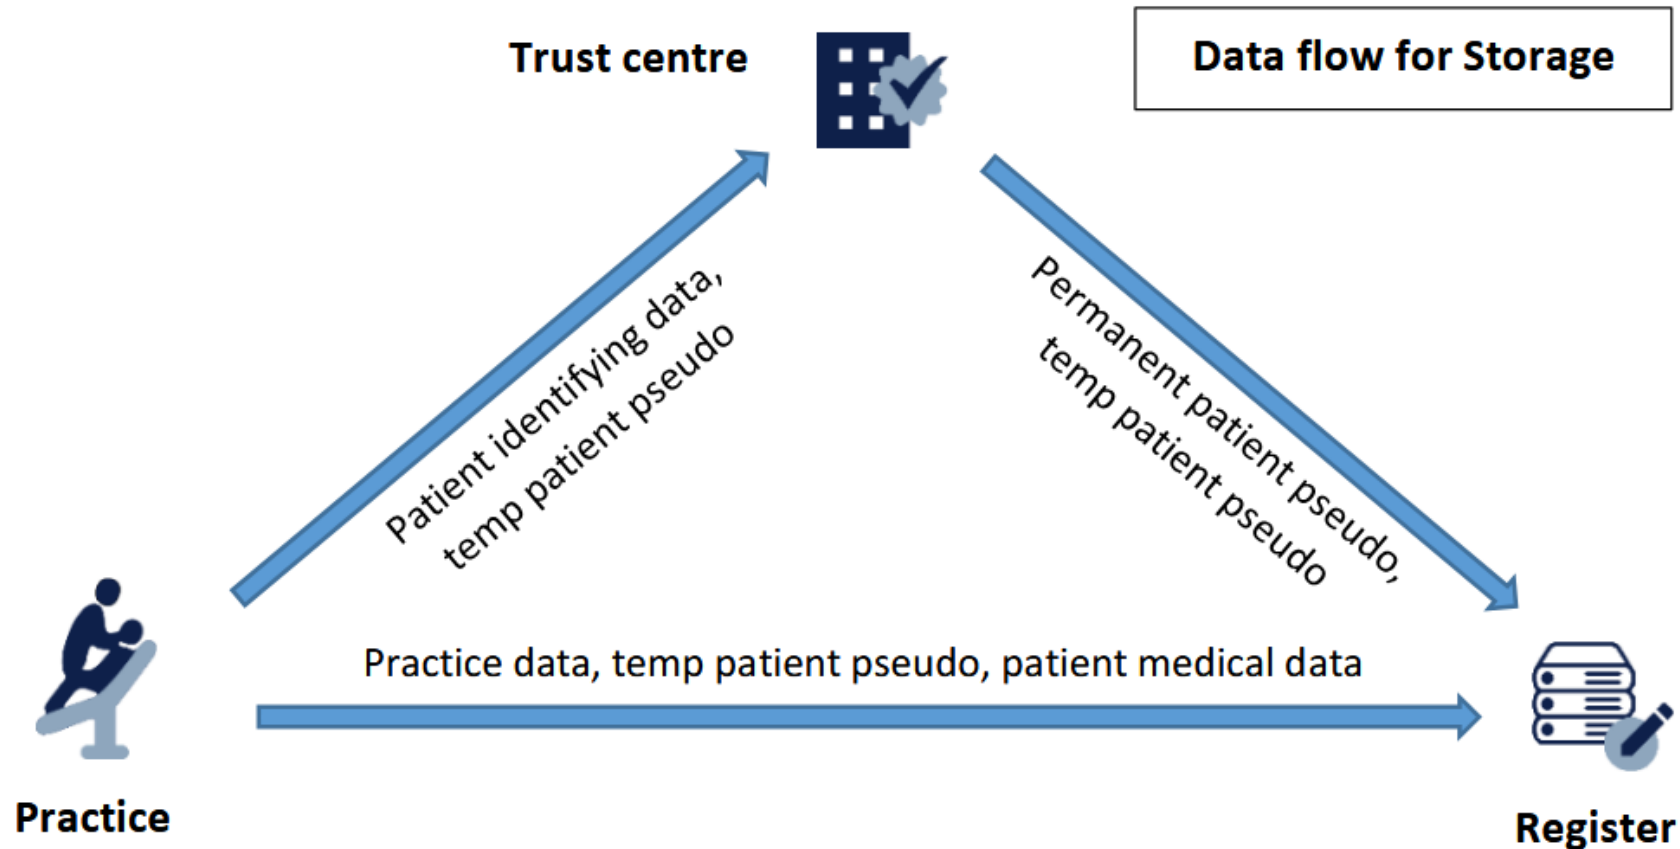 Trust centre
Data flow for Storage
Patient identifying data,
temp patient pseudo
Permanent patient pseudo,
temp patient pseudo
Practice data, temp patient pseudo, patient medical data
Practice
Register